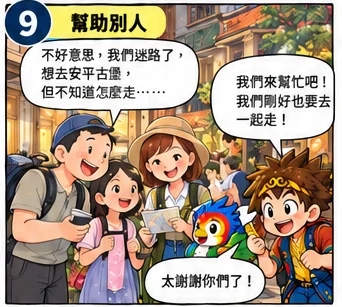 9 幫助別人
不好意思，我們迷路了，
想去安平古堡，
但不知道怎麼走⋯⋯
我們來幫忙吧！
我們剛好也要去
一起走！
太謝謝你們了！